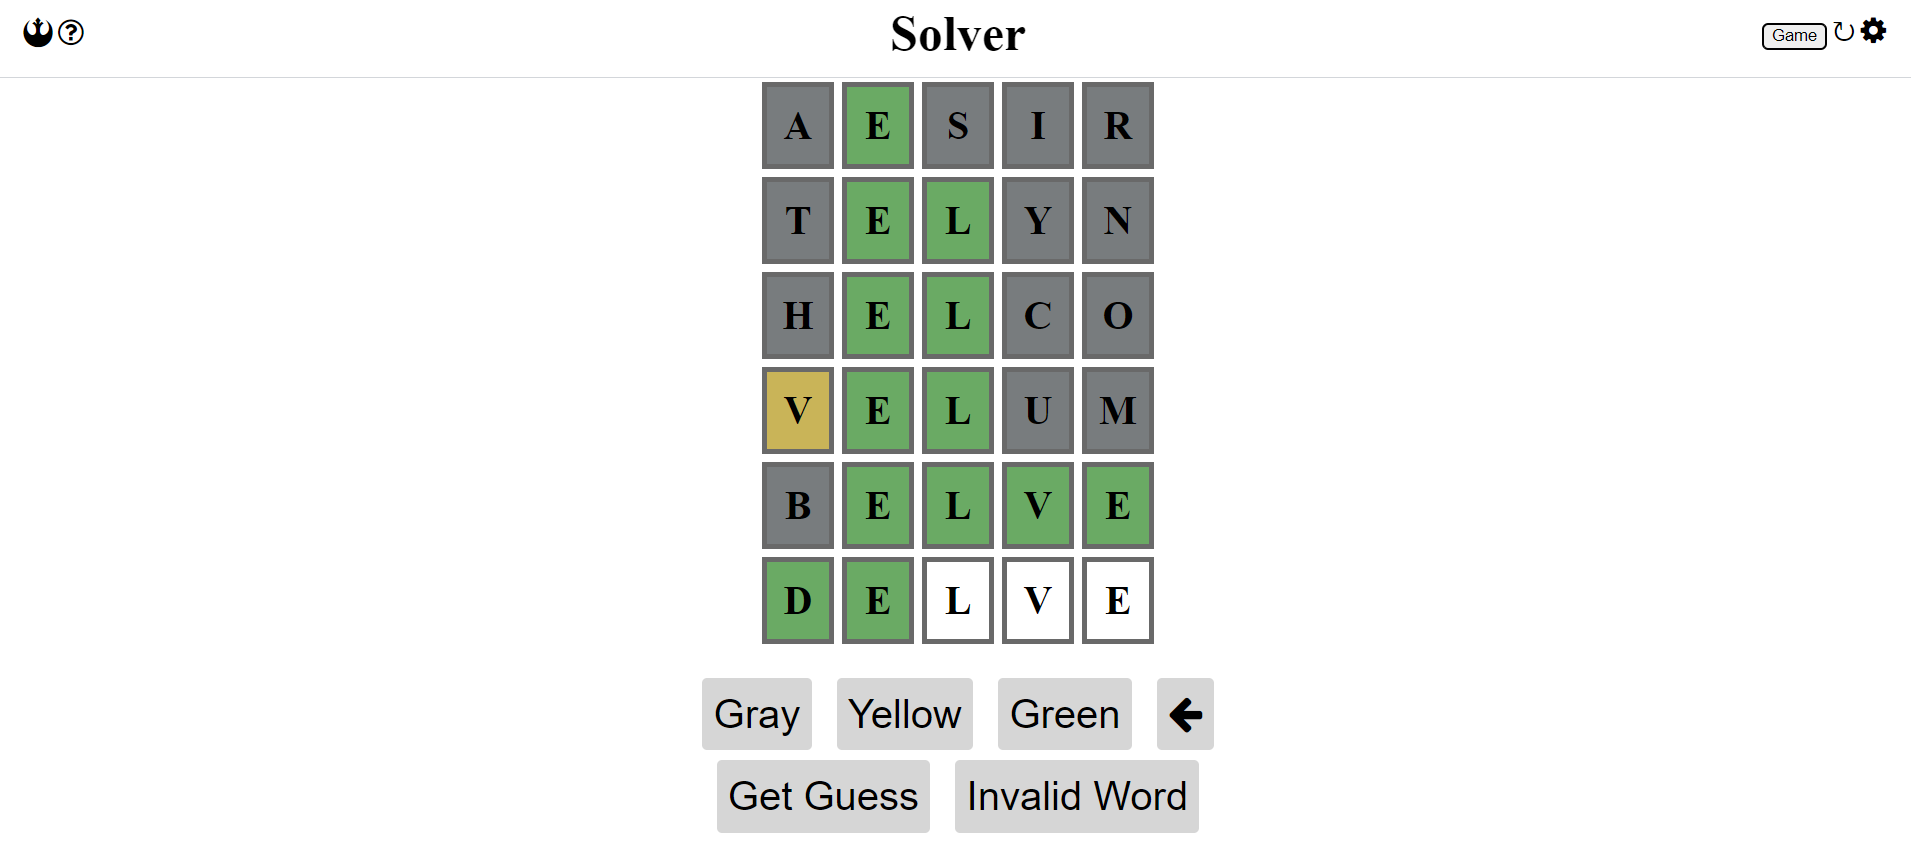 Solver
Game
A E S I R
T E L Y N
H E L C O
V E L U M
B E L V E
D E L V E
Gray Yellow Green
Get Guess Invalid Word